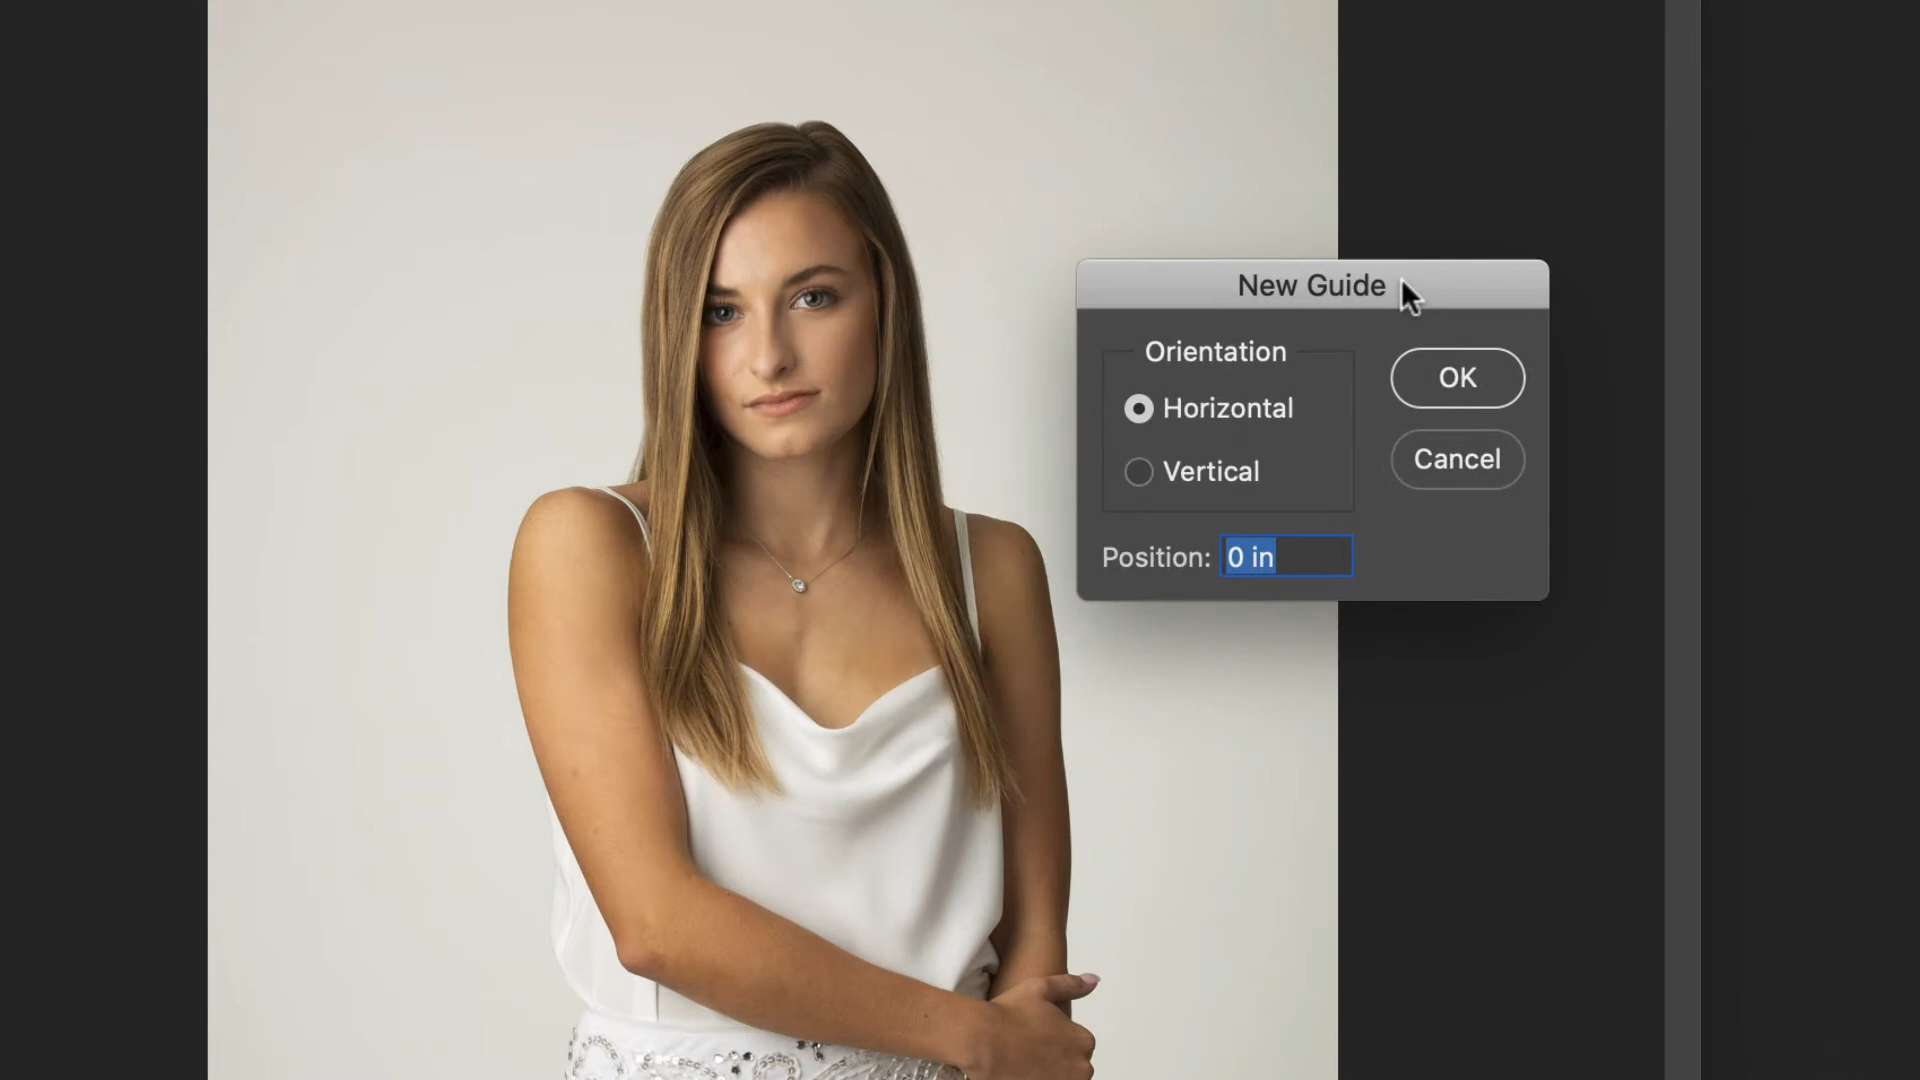 New Guide
Orientation
OK
Horizontal
Cancel
Vertical
Position: 0 in